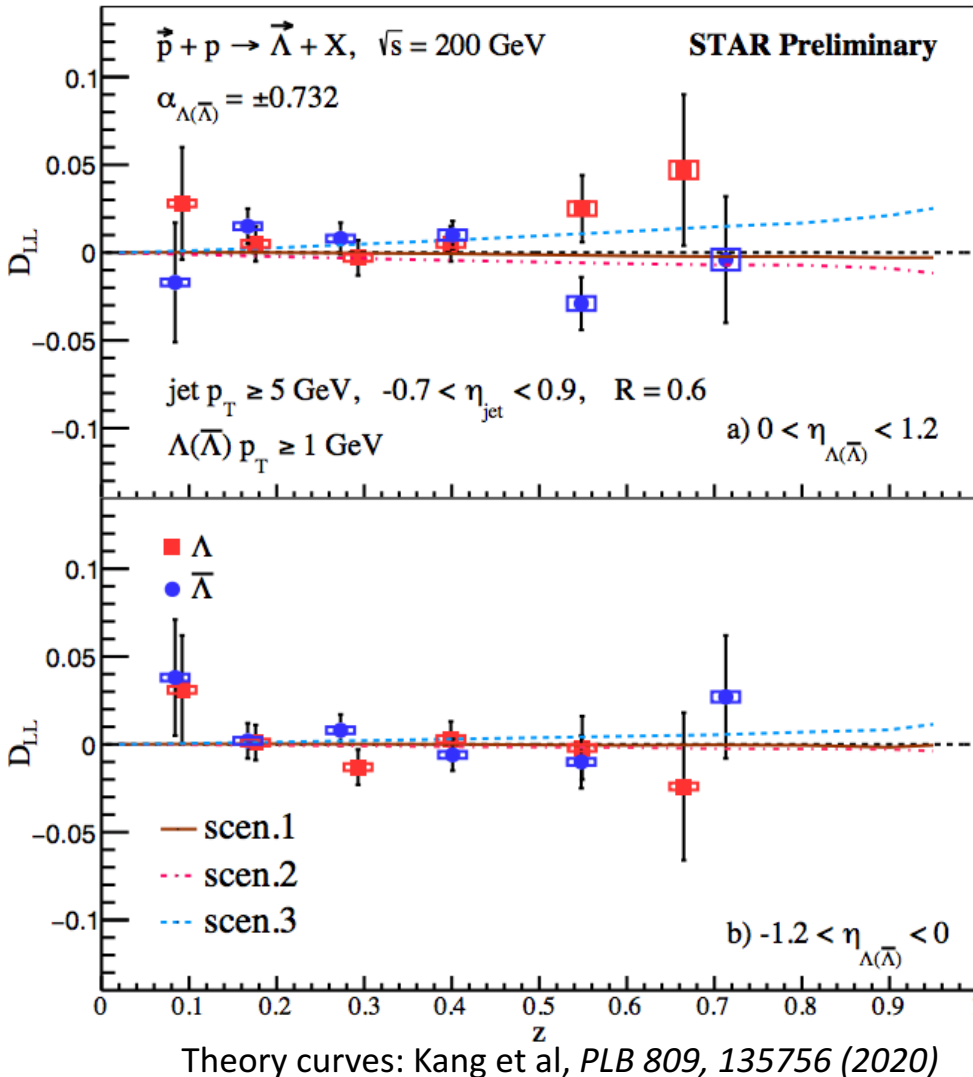 p⃗ + p → Λ⃗ + X, √s = 200 GeV
STAR Preliminary
α_Λ(Λ̅) = ±0.732
0.1
0.05
0
−0.05
−0.1
D_LL
jet p_T ≥ 5 GeV, -0.7 < η_jet < 0.9, R = 0.6
Λ(Λ̅) p_T ≥ 1 GeV
a) 0 < η_Λ(Λ̅) < 1.2
Λ
Λ̅
0.1
0.05
0
−0.05
−0.1
D_LL
scen.1
scen.2
scen.3
b) -1.2 < η_Λ(Λ̅) < 0
0 0.1 0.2 0.3 0.4 0.5 0.6 0.7 0.8 0.9
z
Theory curves: Kang et al, PLB 809, 135756 (2020)